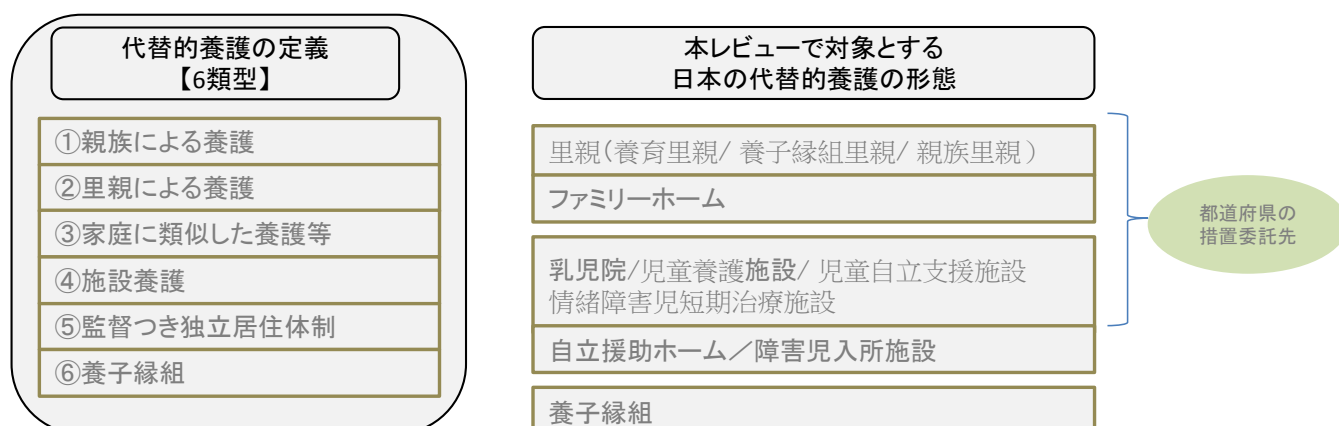 代替的養護の定義
【6類型】
①親族による養護
②里親による養護
③家庭に類似した養護等
④施設養護
⑤監督つき独立居住体制
⑥養子縁組
本レビューで対象とする
日本の代替的養護の形態
里親(養育里親/ 養子縁組里親/ 親族里親)
ファミリーホーム
乳児院/児童養護施設/ 児童自立支援施設
情緒障害児短期治療施設
自立援助ホーム／障害児入所施設
養子縁組
都道府県の
措置委託先